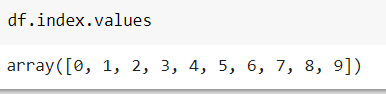 df.index.values
array([0, 1, 2, 3, 4, 5, 6, 7, 8, 9])